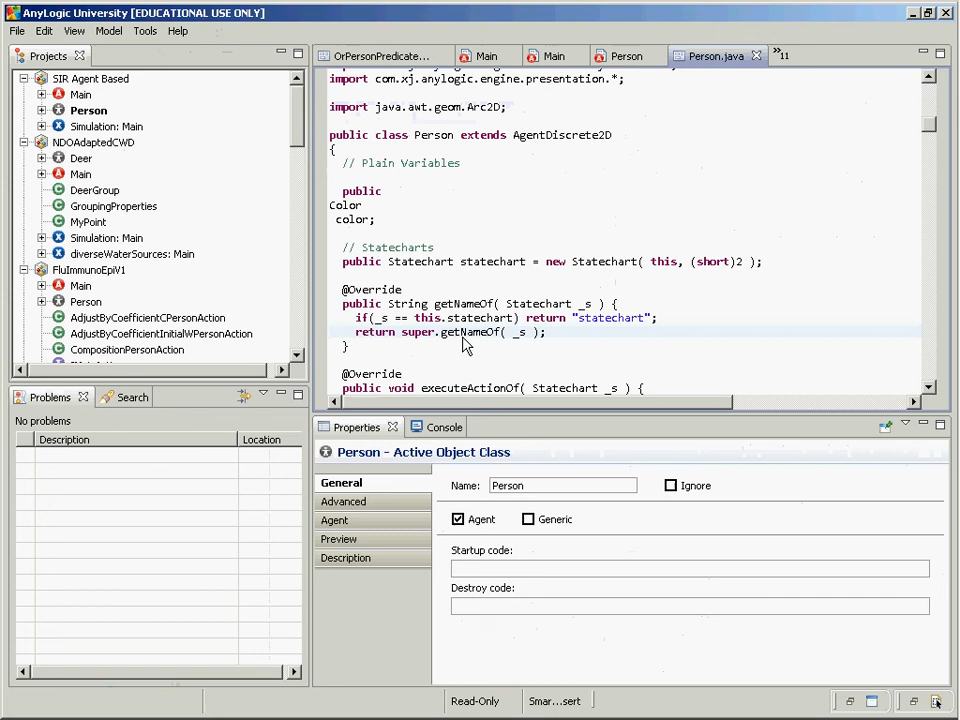 AnyLogic University [EDUCATIONAL USE ONLY]
File Edit View Model Tools Help
Projects
OrPersonPredicate... Main Main Person Person.java »11
SIR Agent Based
Main
Person
Simulation: Main
NDOAdaptedCWD
Deer
Main
DeerGroup
GroupingProperties
MyPoint
Simulation: Main
diverseWaterSources: Main
FluImmunoEpiV1
Main
Person
AdjustByCoefficientCPersonAction
AdjustByCoefficientInitialWPersonAction
CompositionPersonAction
import com.xj.anylogic.engine.presentation.*;
import java.awt.geom.Arc2D;
public class Person extends AgentDiscrete2D
{
// Plain Variables
public
Color
color;
// Statecharts
public Statechart statechart = new Statechart( this, (short)2 );
@Override
public String getNameOf( Statechart _s ) {
if(_s == this.statechart) return "statechart";
return super.getNameOf( _s );
}
@Override
public void executeActionOf( Statechart _s ) {
Problems Search
No problems
Description Location
Properties Console
Person - Active Object Class
General
Advanced
Agent
Preview
Description
Name: Person Ignore
Agent Generic
Startup code:
Destroy code:
Read-Only Smar...sert